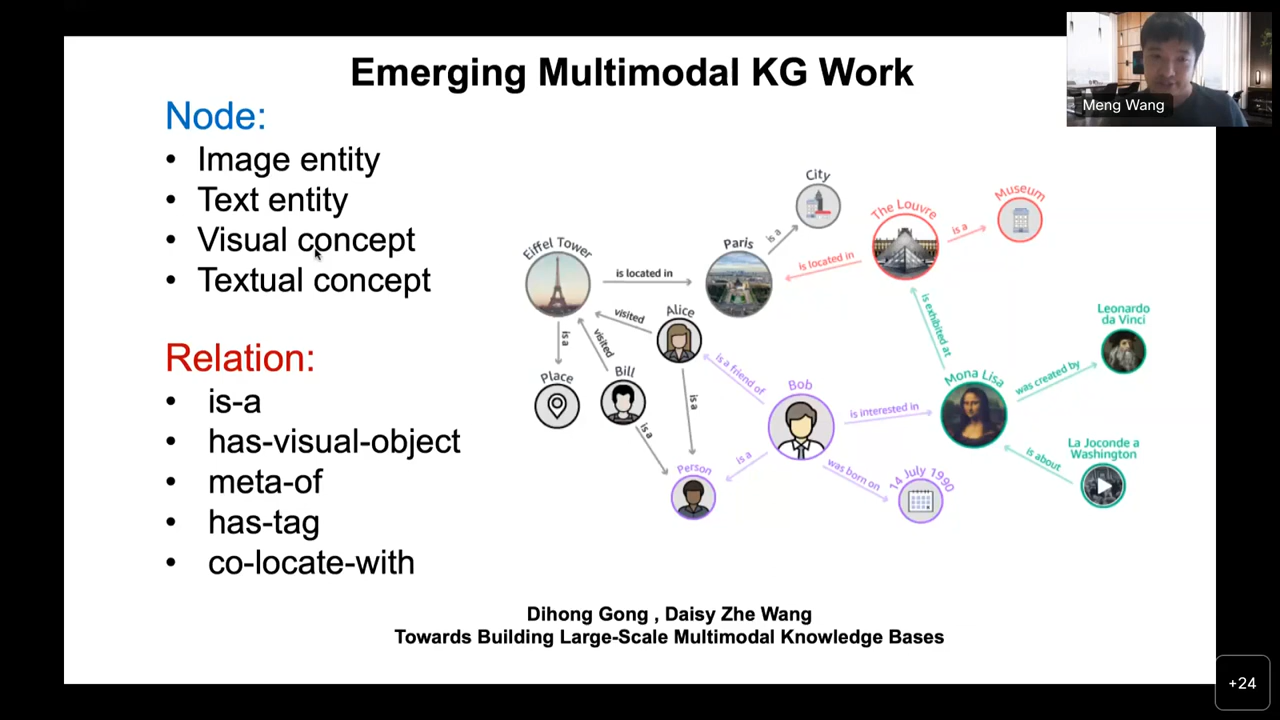 Emerging Multimodal KG Work
Meng Wang
Node:
• Image entity
• Text entity
• Visual concept
• Textual concept
Relation:
• is-a
• has-visual-object
• meta-of
• has-tag
• co-locate-with
City
Museum
The Louvre
is a
is a
Paris
Eiffel Tower
is located in
is located in
visited
Alice
visited
is a
is exhibited at
Leonardo
da Vinci
Place
Bill
is a friend of
Bob
Mona Lisa
was created by
is a
is a
is interested in
La Joconde a
Washington
is about
Person
is a
was born on
14 July 1990
Dihong Gong , Daisy Zhe Wang
Towards Building Large-Scale Multimodal Knowledge Bases
+24